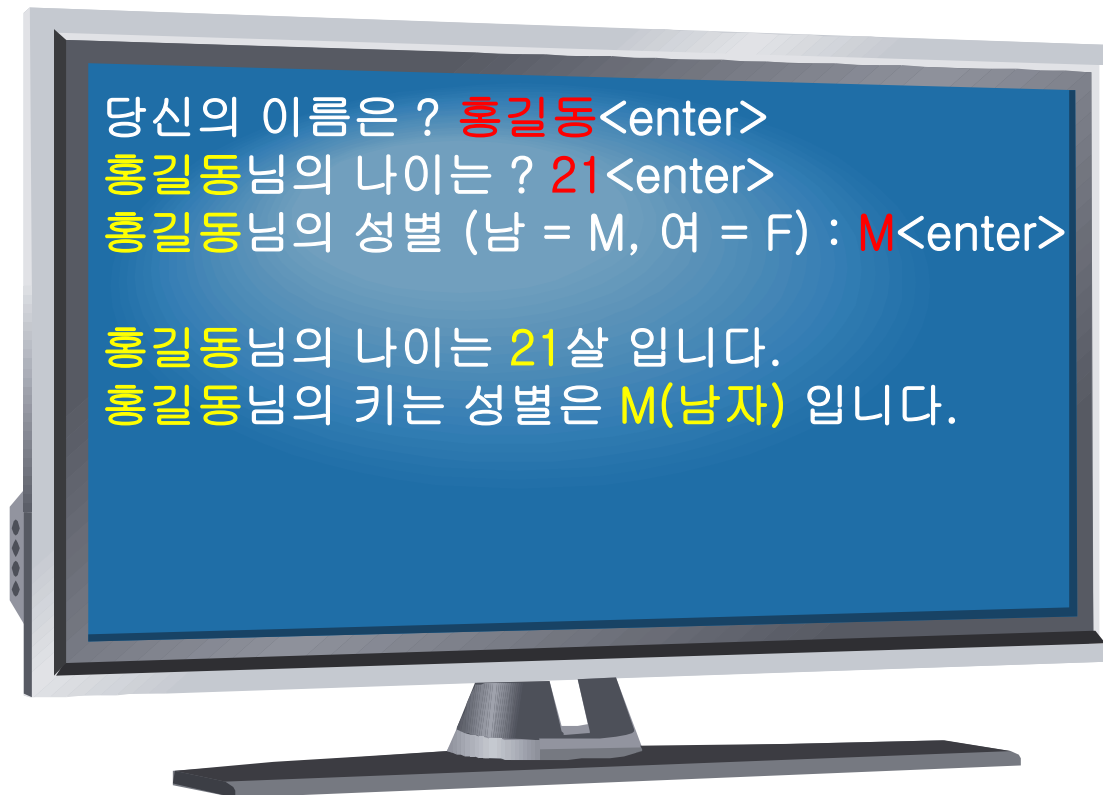 당신의 이름은 ? 홍길동<enter>
홍길동님의 나이는 ? 21<enter>
홍길동님의 성별 (남 = M, 여 = F) : M<enter>
홍길동님의 나이는 21살 입니다.
홍길동님의 키는 성별은 M(남자) 입니다.